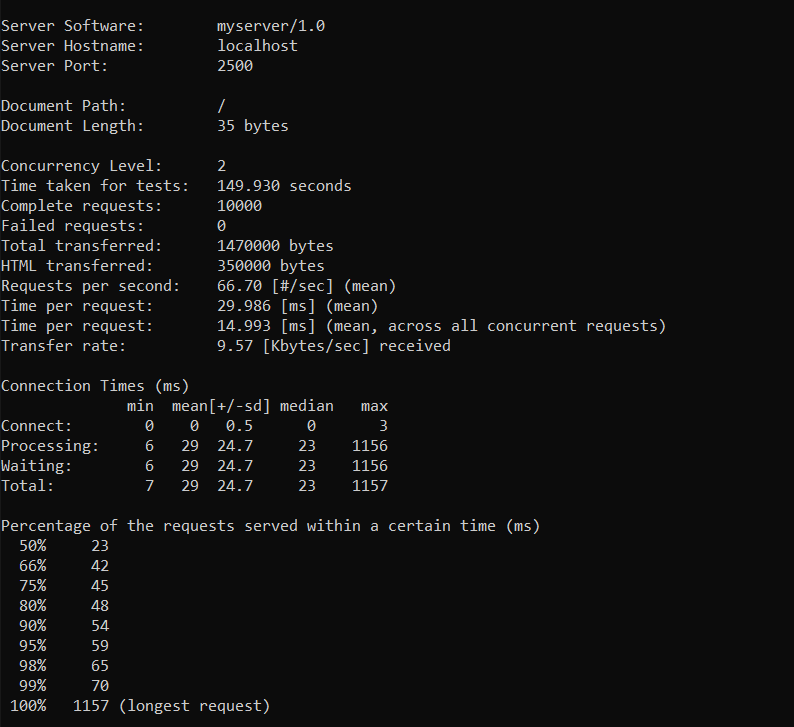 Server Software:        myserver/1.0
Server Hostname:        localhost
Server Port:            2500

Document Path:          /
Document Length:        35 bytes

Concurrency Level:      2
Time taken for tests:   149.930 seconds
Complete requests:      10000
Failed requests:        0
Total transferred:      1470000 bytes
HTML transferred:       350000 bytes
Requests per second:    66.70 [#/sec] (mean)
Time per request:       29.986 [ms] (mean)
Time per request:       14.993 [ms] (mean, across all concurrent requests)
Transfer rate:          9.57 [Kbytes/sec] received

Connection Times (ms)
              min  mean[+/-sd] median   max
Connect:        0    0   0.5      0       3
Processing:     6   29  24.7     23    1156
Waiting:        6   29  24.7     23    1156
Total:          7   29  24.7     23    1157

Percentage of the requests served within a certain time (ms)
  50%     23
  66%     42
  75%     45
  80%     48
  90%     54
  95%     59
  98%     65
  99%     70
 100%   1157 (longest request)